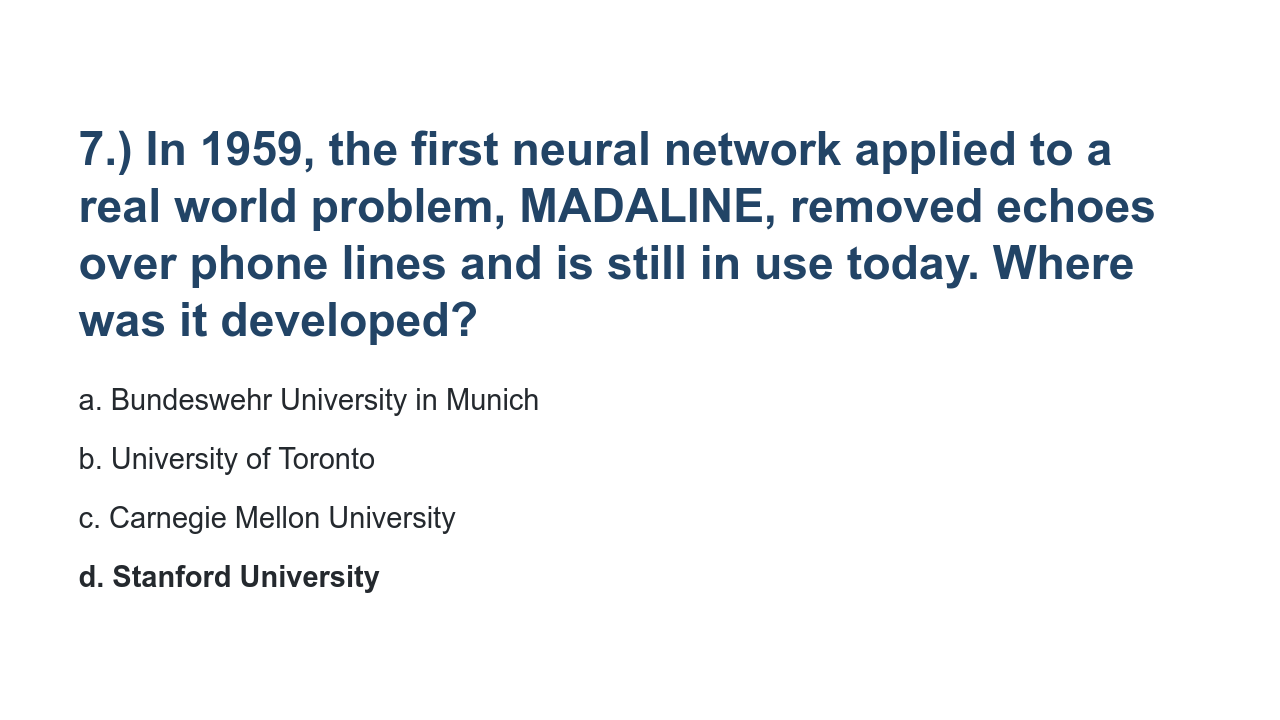 7.) In 1959, the first neural network applied to a
real world problem, MADALINE, removed echoes
over phone lines and is still in use today. Where
was it developed?
a. Bundeswehr University in Munich
b. University of Toronto
c. Carnegie Mellon University
d. Stanford University